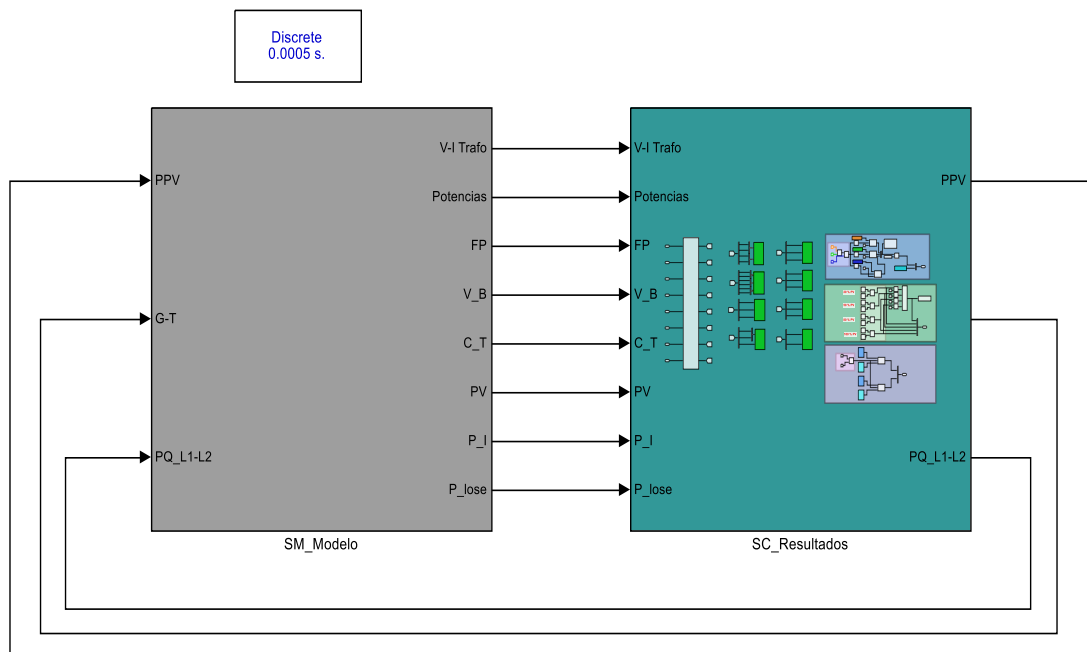 Discrete
0.0005 s.
PPV
G-T
PQ_L1-L2
V-I Trafo
Potencias
FP
V_B
C_T
PV
P_I
P_lose
SM_Modelo
V-I Trafo
Potencias
FP
V_B
C_T
PV
P_I
P_lose
PPV
PQ_L1-L2
SC_Resultados